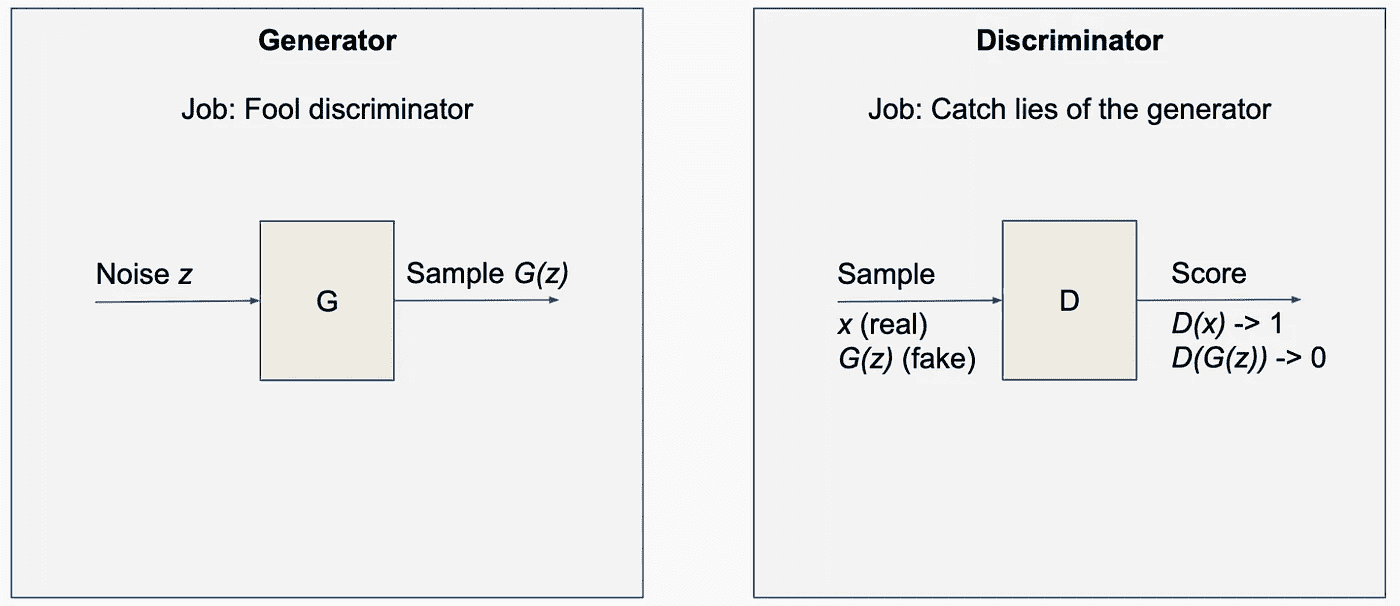 Generator
Job: Fool discriminator
Noise z
G
Sample G(z)
Discriminator
Job: Catch lies of the generator
Sample
x (real)
G(z) (fake)
D
Score
D(x) -> 1
D(G(z)) -> 0